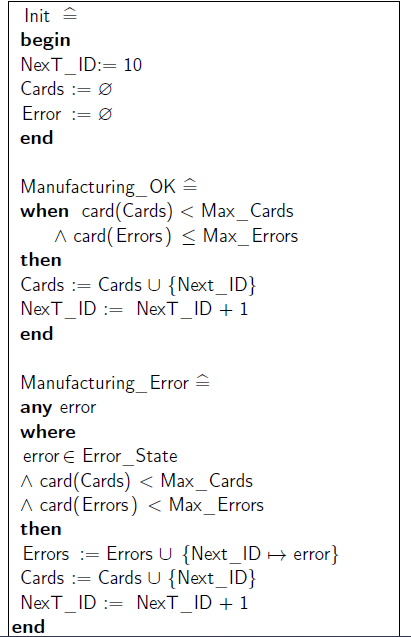 Init ≙
begin
NexT_ID:= 10
Cards := ∅
Error := ∅
end
Manufacturing_OK ≙
when card(Cards) < Max_Cards
∧ card(Errors) ≤ Max_Errors
then
Cards := Cards ∪ {Next_ID}
NexT_ID := NexT_ID + 1
end
Manufacturing_Error ≙
any error
where
error∈ Error_State
∧ card(Cards) < Max_Cards
∧ card(Errors) < Max_Errors
then
Errors := Errors ∪ {Next_ID ↦ error}
Cards := Cards ∪ {Next_ID}
NexT_ID := NexT_ID + 1
end